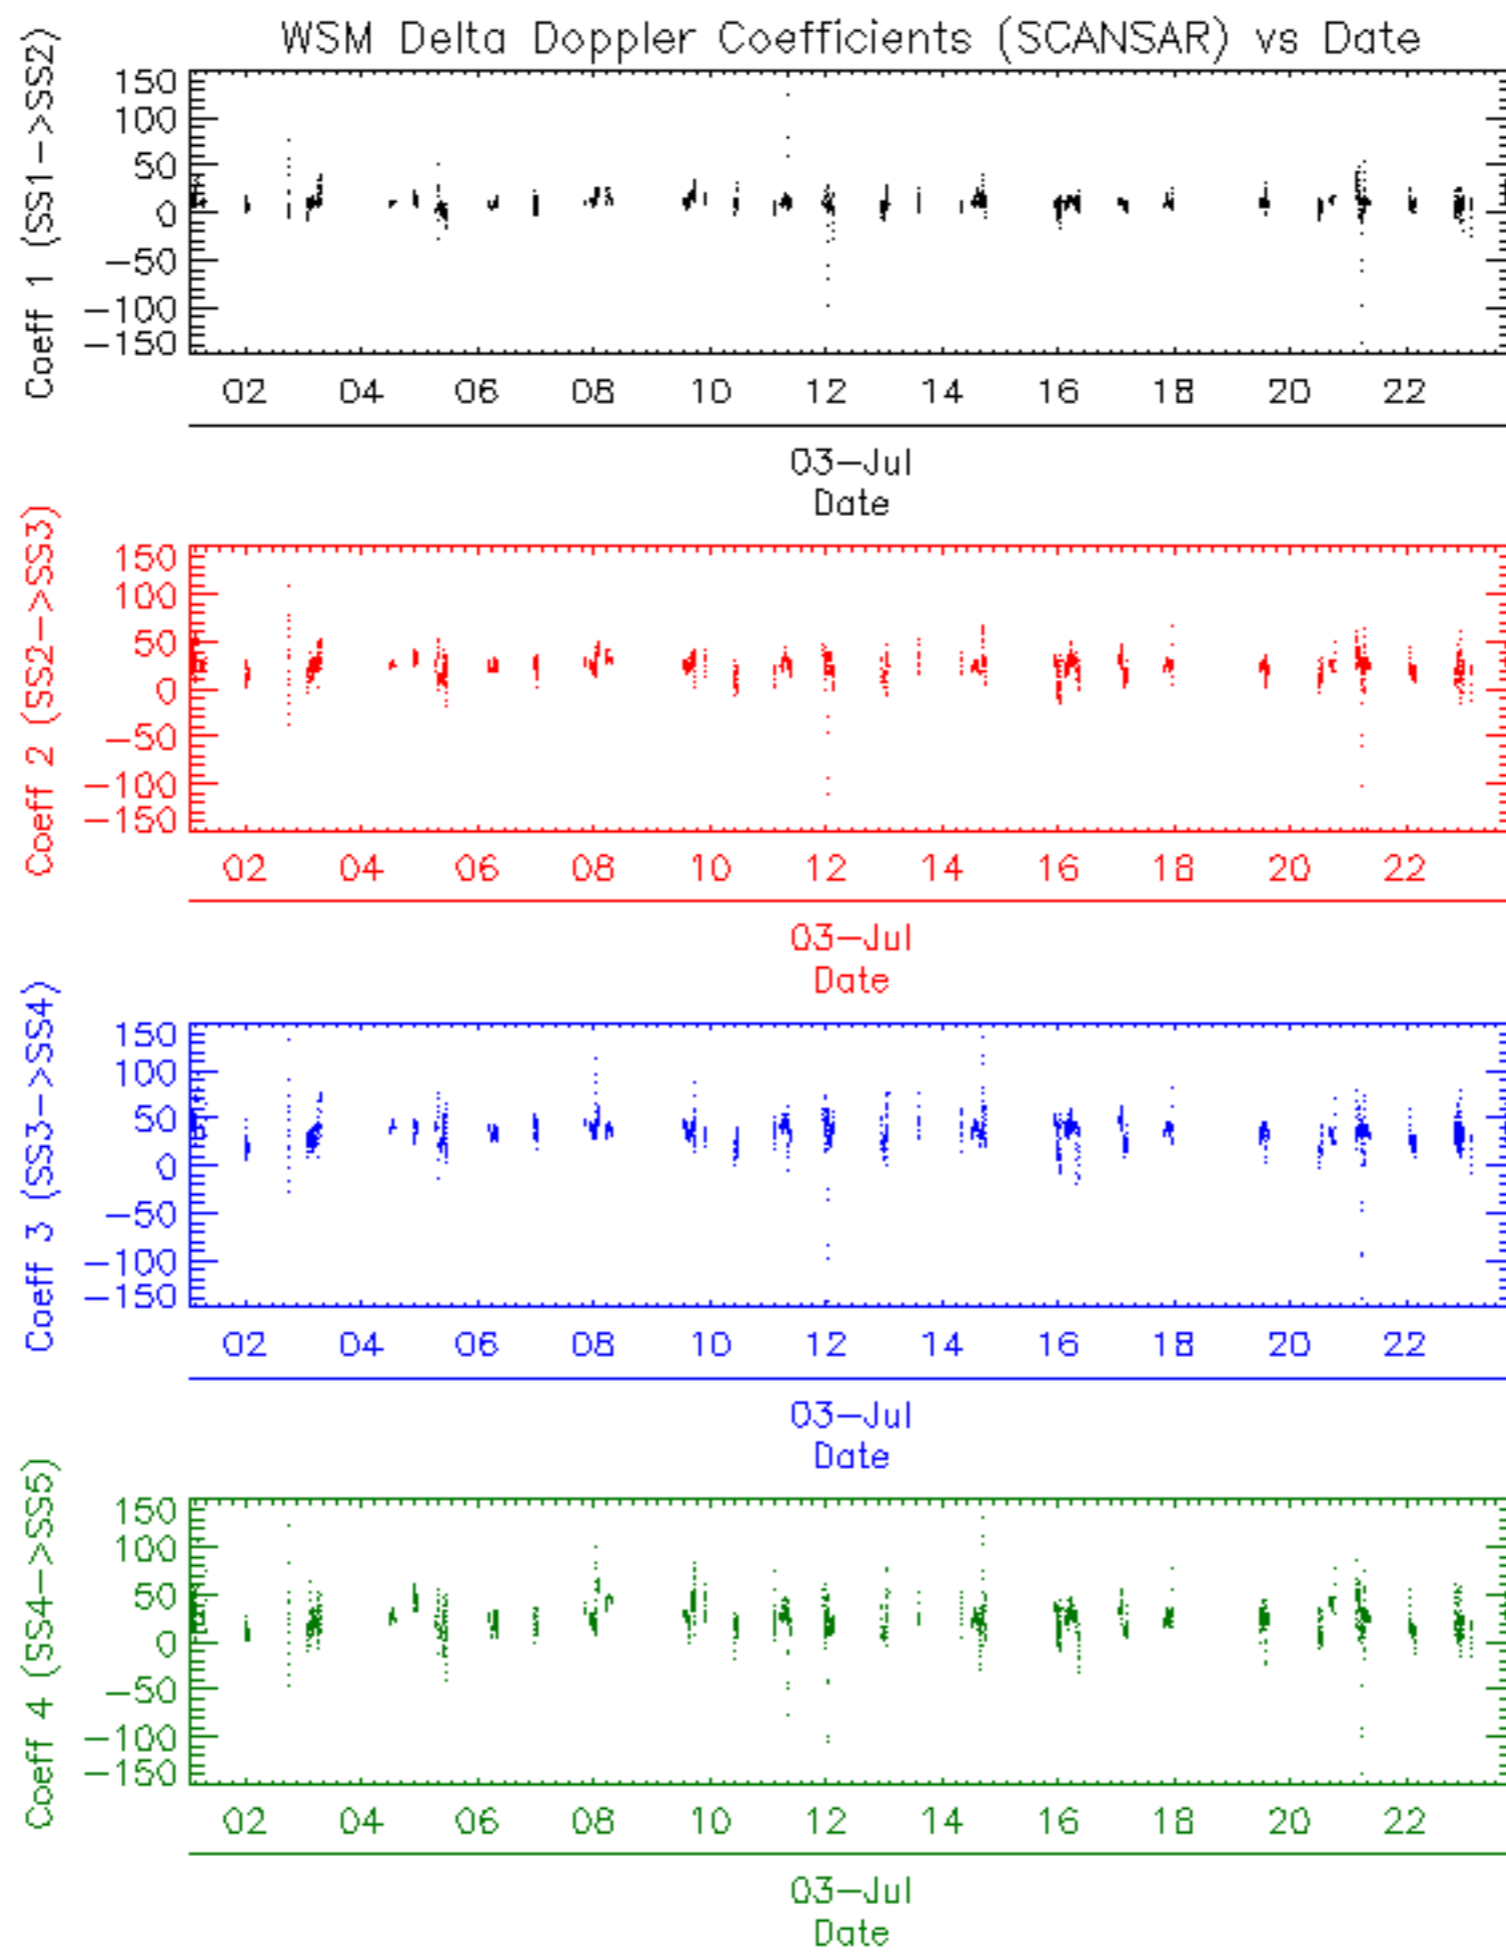 WSM Delta Doppler Coefficients (SCANSAR) vs Date
Coeff 1 (SS1->SS2)
150
100
50
0
-50
-100
-150
02 04 06 08 10 12 14 16 18 20 22
03-Jul
Date
Coeff 2 (SS2->SS3)
150
100
50
0
-50
-100
-150
02 04 06 08 10 12 14 16 18 20 22
03-Jul
Date
Coeff 3 (SS3->SS4)
150
100
50
0
-50
-100
-150
02 04 06 08 10 12 14 16 18 20 22
03-Jul
Date
Coeff 4 (SS4->SS5)
150
100
50
0
-50
-100
-150
02 04 06 08 10 12 14 16 18 20 22
03-Jul
Date